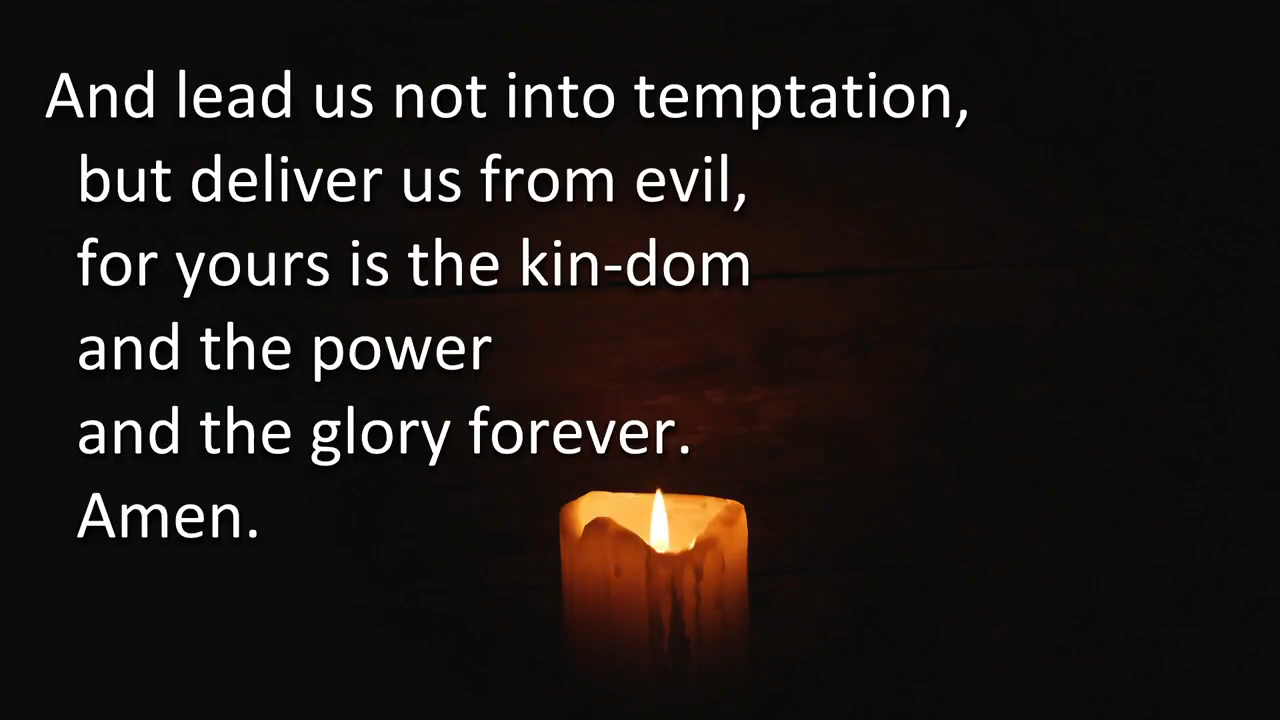 And lead us not into temptation,
but deliver us from evil,
for yours is the kin-dom
and the power
and the glory forever.
Amen.